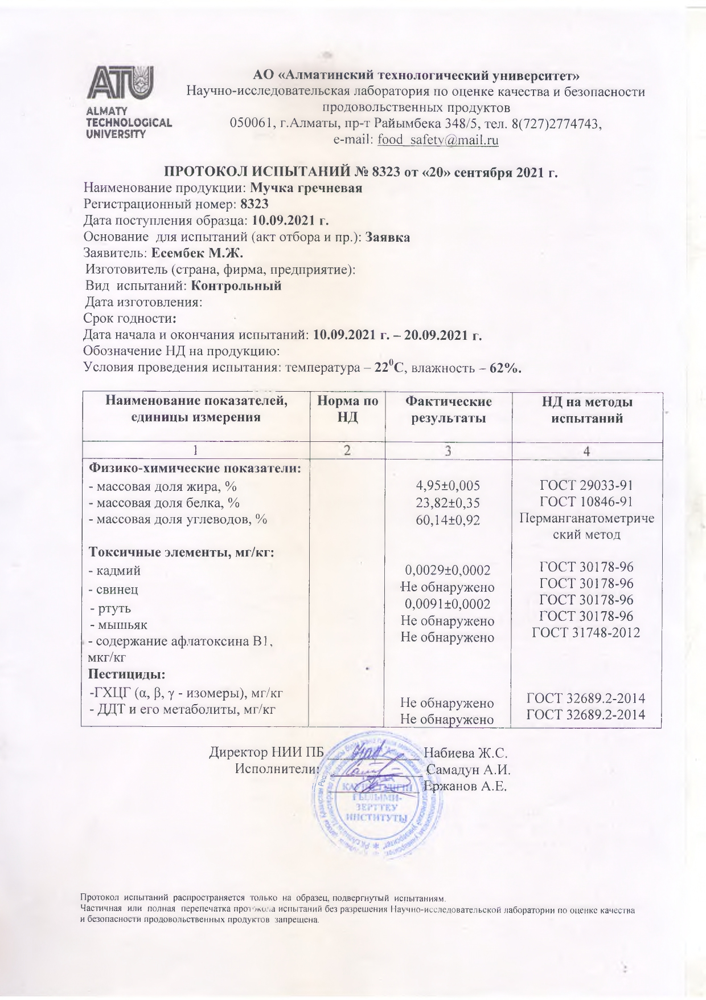 ATU
ALMATY
TECHNOLOGICAL
UNIVERSITY
АО «Алматинский технологический университет»
Научно-исследовательская лаборатория по оценке качества и безопасности
продовольственных продуктов
050061, г.Алматы, пр-т Райымбека 348/5, тел. 8(727)2774743,
e-mail: food_safety@mail.ru
ПРОТОКОЛ ИСПЫТАНИЙ № 8323 от «20» сентября 2021 г.
Наименование продукции: Мучка гречневая
Регистрационный номер: 8323
Дата поступления образца: 10.09.2021 г.
Основание для испытаний (акт отбора и пр.): Заявка
Заявитель: Есембек М.Ж.
Изготовитель (страна, фирма, предприятие):
Вид испытаний: Контрольный
Дата изготовления:
Срок годности:
Дата начала и окончания испытаний: 10.09.2021 г. – 20.09.2021 г.
Обозначение НД на продукцию:
Условия проведения испытания: температура – 22⁰С, влажность – 62%.
Наименование показателей, Норма по Фактические НД на методы
единицы измерения НД результаты испытаний
1 2 3 4
Физико-химические показатели:
- массовая доля жира, % 4,95±0,005 ГОСТ 29033-91
- массовая доля белка, % 23,82±0,35 ГОСТ 10846-91
- массовая доля углеводов, % 60,14±0,92 Перманганатометриче
ский метод
Токсичные элементы, мг/кг:
- кадмий 0,0029±0,0002 ГОСТ 30178-96
- свинец Не обнаружено ГОСТ 30178-96
- ртуть 0,0091±0,0002 ГОСТ 30178-96
- мышьяк Не обнаружено ГОСТ 30178-96
- содержание афлатоксина В1, Не обнаружено ГОСТ 31748-2012
мкг/кг
Пестициды:
-ГХЦГ (α, β, γ - изомеры), мг/кг Не обнаружено ГОСТ 32689.2-2014
- ДДТ и его метаболиты, мг/кг Не обнаружено ГОСТ 32689.2-2014
Директор НИИ ПБ Набиева Ж.С.
Исполнители: Самадун А.И.
Ержанов А.Е.
ҒЫЛЫМИ-
ЗЕРТТЕУ
ИНСТИТУТЫ
Протокол испытаний распространяется только на образец, подвергнутый испытаниям.
Частичная или полная перепечатка протокола испытаний без разрешения Научно-исследовательской лаборатории по оценке качества
и безопасности продовольственных продуктов запрещена.